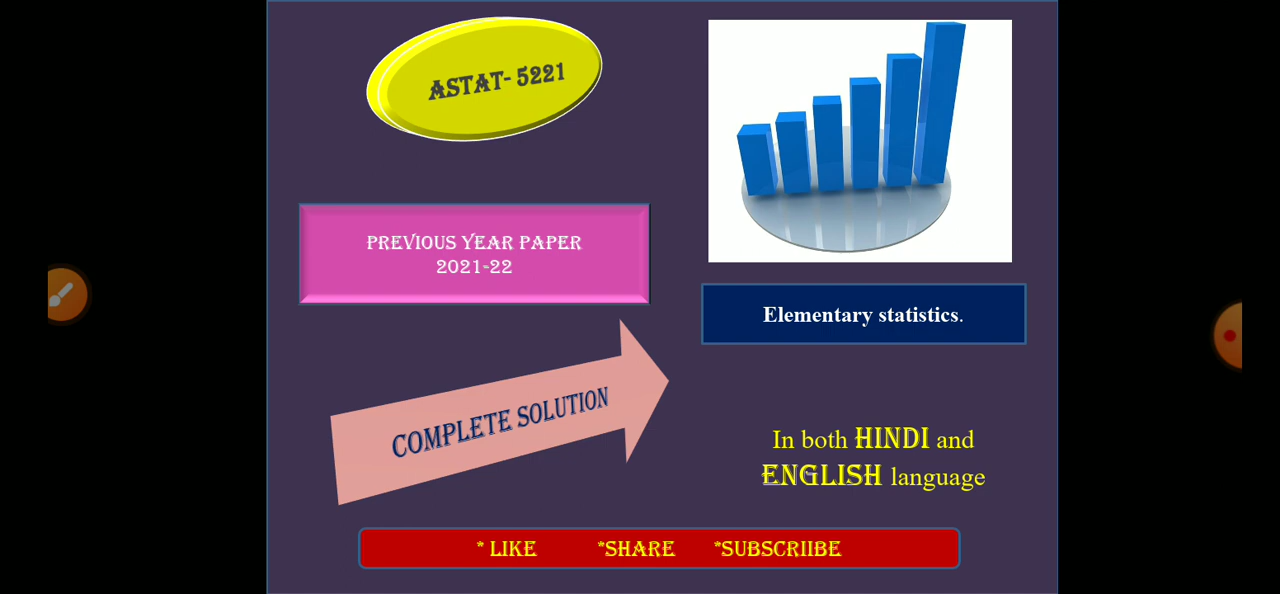 ASTAT- 5221
PREVIOUS YEAR PAPER
2021-22
Elementary statistics.
COMPLETE SOLUTION
In both HINDI and
ENGLISH language
* LIKE *SHARE *SUBSCRIIBE